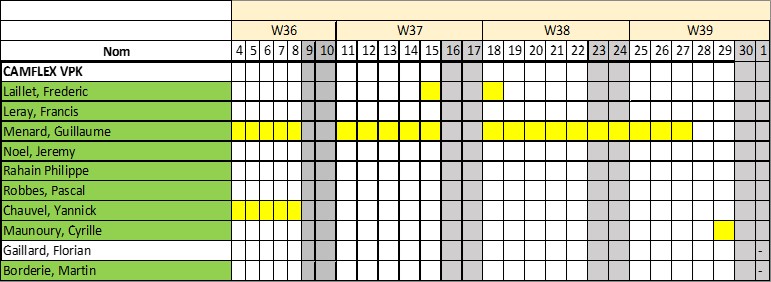 W36 W37 W38 W39
Nom 4 5 6 7 8 9 10 11 12 13 14 15 16 17 18 19 20 21 22 23 24 25 26 27 28 29 30 1
CAMFLEX VPK
Laillet, Frederic
Leray, Francis
Menard, Guillaume
Noel, Jeremy
Rahain Philippe
Robbes, Pascal
Chauvel, Yannick
Maunoury, Cyrille
Gaillard, Florian -
Borderie, Martin -